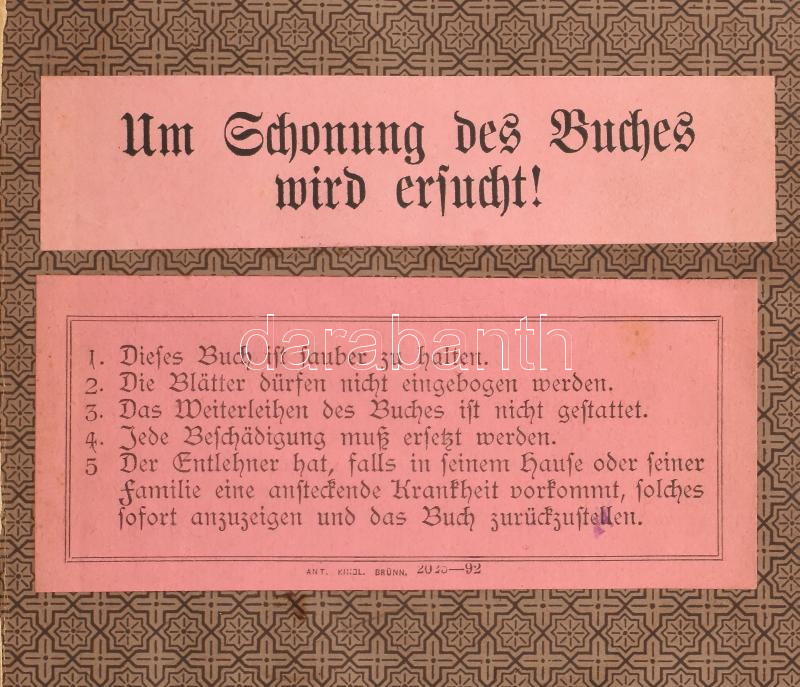 Um Schonung des Buches
wird ersucht!
darabanth
1. Dieses Buch ist sauber zu halten.
2. Die Blätter dürfen nicht eingebogen werden.
3. Das Weiterleihen des Buches ist nicht gestattet.
4. Jede Beschädigung muß ersetzt werden.
5 Der Entlehner hat, falls in seinem Hause oder seiner
Familie eine ansteckende Krankheit vorkommt, solches
sofort anzuzeigen und das Buch zurückzustellen.
ANT. KINDL. BRÜNN.